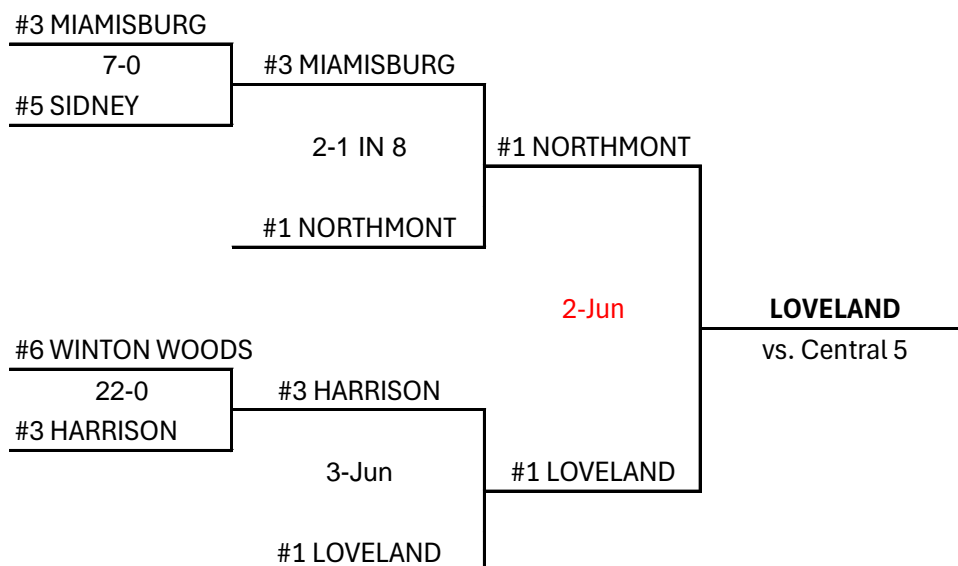 #3 MIAMISBURG
7-0
#3 MIAMISBURG
#5 SIDNEY
2-1 IN 8
#1 NORTHMONT
#1 NORTHMONT
2-Jun
LOVELAND
#6 WINTON WOODS
vs. Central 5
22-0
#3 HARRISON
#3 HARRISON
3-Jun
#1 LOVELAND
#1 LOVELAND